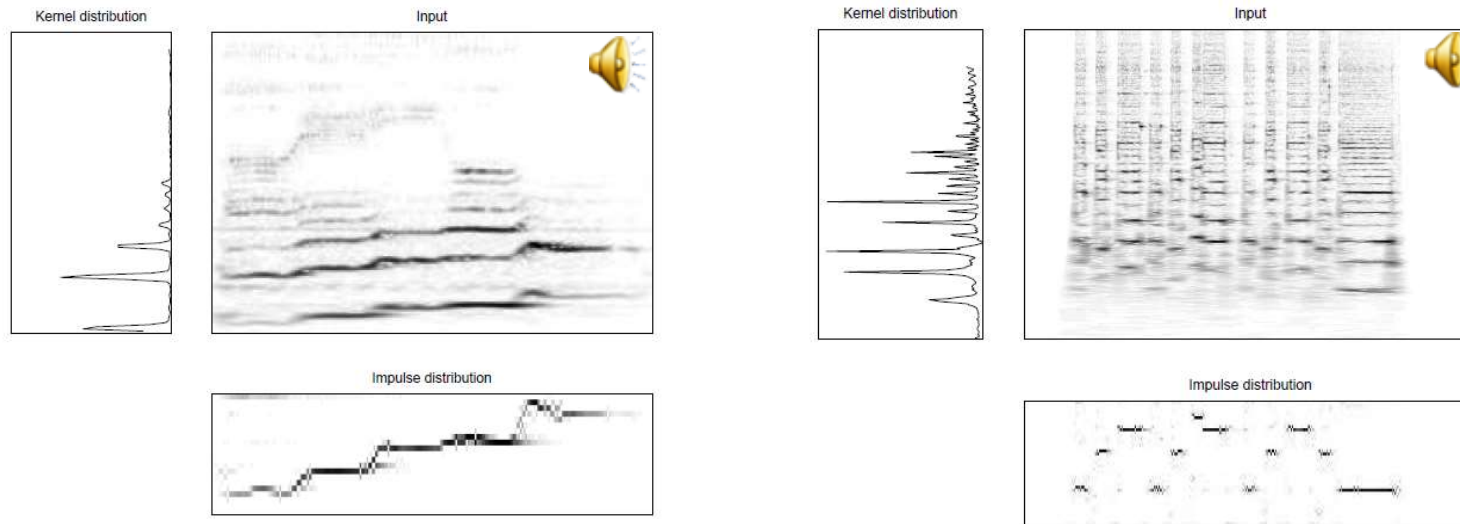 Kernel distribution
Input
Impulse distribution
Kernel distribution
Input
Impulse distribution